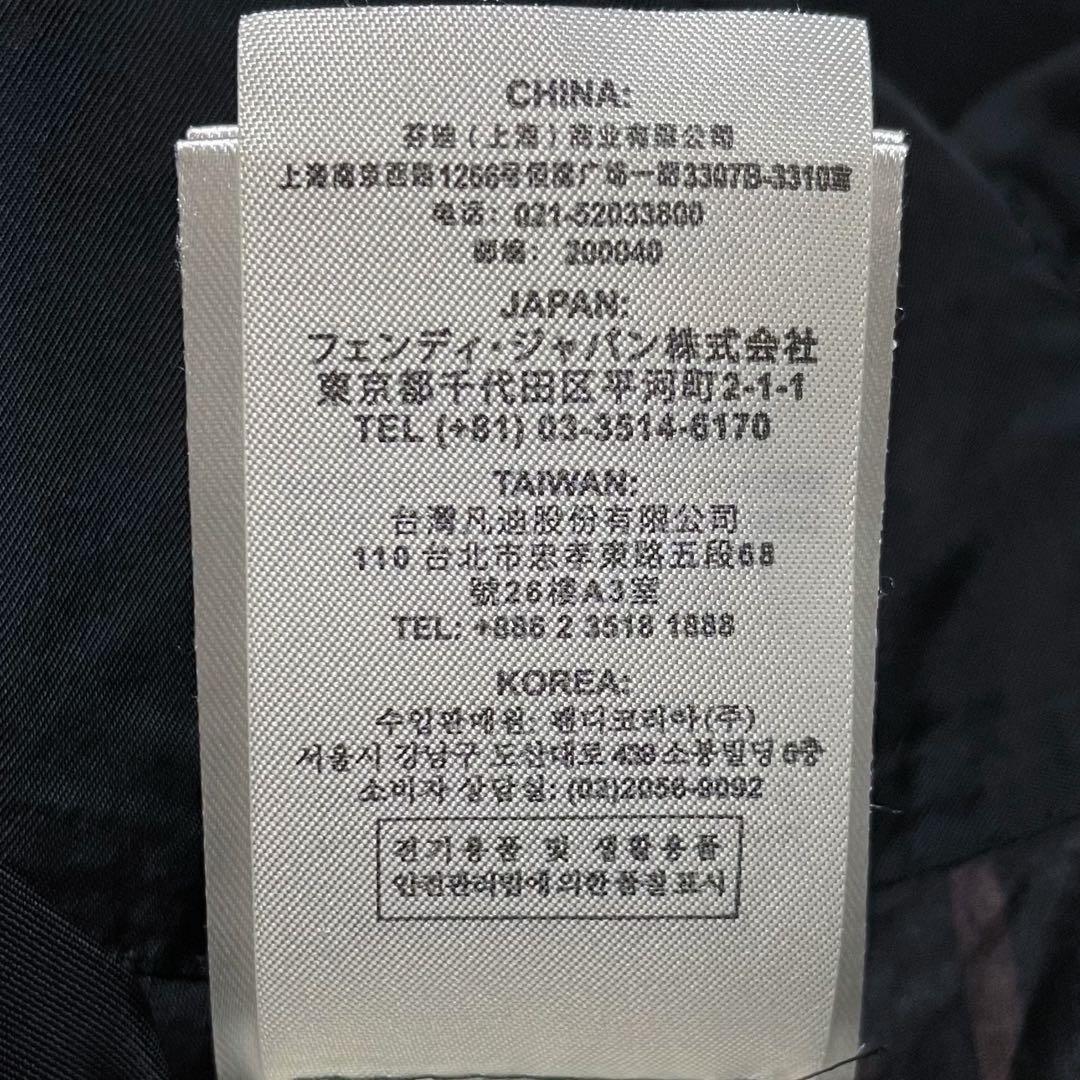 CHINA:
芬迪(上海)商业有限公司
上海南京西路1266号恒隆广场一期3307B-3310室
电话: 021-52033800
邮编: 200040
JAPAN:
フェンディ・ジャパン株式会社
東京都千代田区平河町2-1-1
TEL (+81) 03-3514-6170
TAIWAN:
台灣凡迪股份有限公司
110 台北市忠孝東路五段68
號26樓A3室
TEL: +886 2 3518 1888
KOREA:
수입판매원: 펜디코리아(주)
서울시 강남구 도산대로 439 소봉빌딩 6층
소비자 상담실: (02)2056-9092
전기용품 및 생활용품
안전관리법에 의한 품질표시